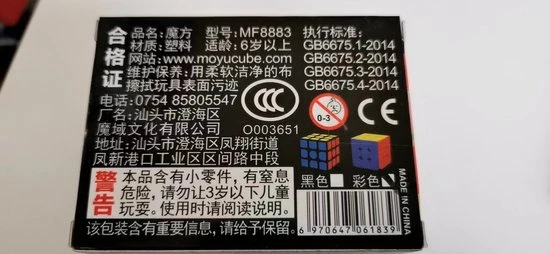 合格证
品名：魔方 型号：MF8883
材质：塑料 适龄：6岁以上
网站：www.moyucube.com
维护保养：用柔软洁净的布
擦拭玩具表面污迹
电话：0754 85805547
厂名：汕头市澄海区
魔域文化有限公司
地址：汕头市澄海区凤翔街道
凤新港口工业区区间路中段
执行标准：
GB6675.1-2014
GB6675.2-2014
GB6675.3-2014
GB6675.4-2014
CCC
O003651
0-3
CE
黑色
彩色
警告
本品含有小零件，有窒息
危险，请勿让3岁以下儿童
玩耍。使用时请阅读说明。
该包装含有重要信息，请给予保留。
6 970647 061839
MADE IN CHINA